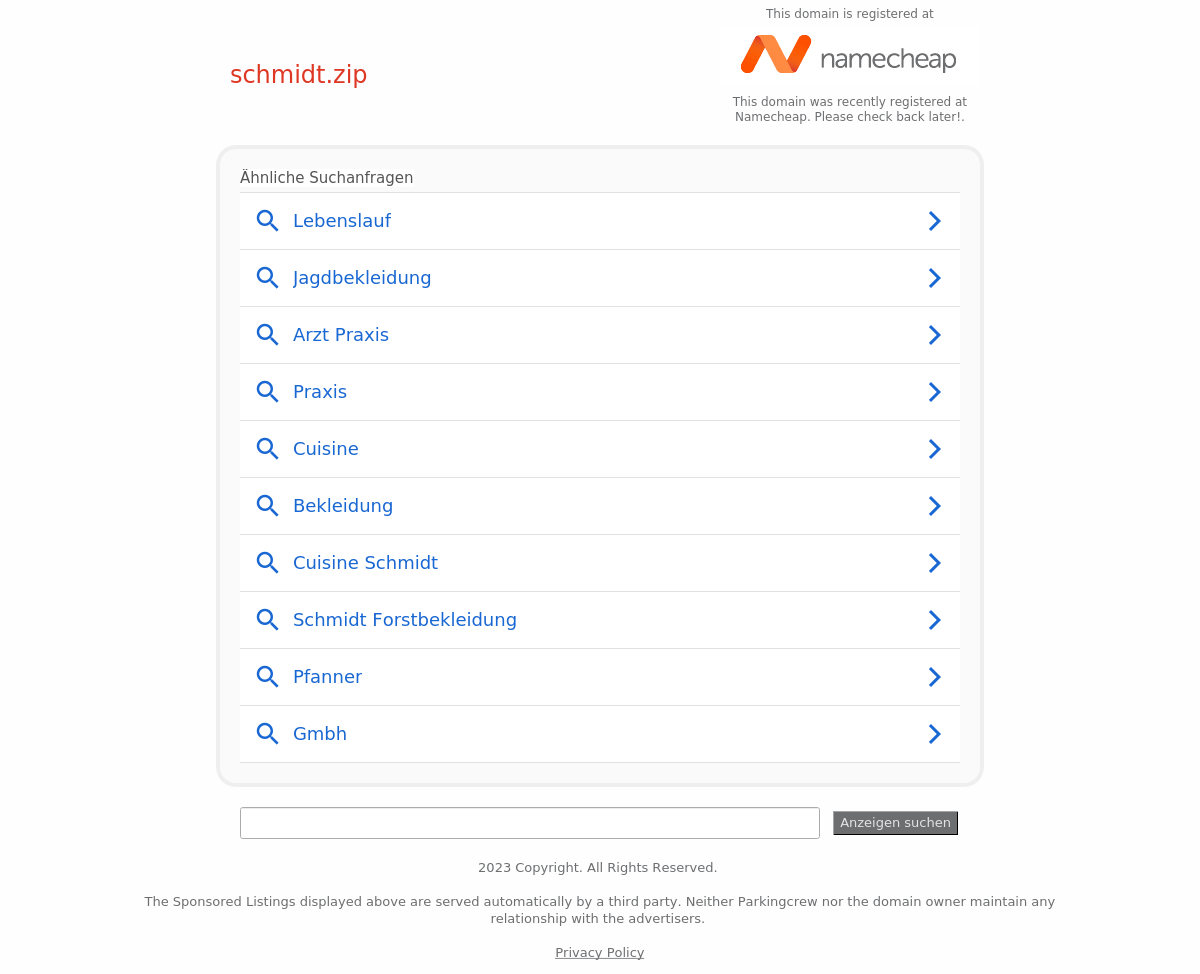 This domain is registered at
namecheap
schmidt.zip
This domain was recently registered at
Namecheap. Please check back later!.
Ähnliche Suchanfragen
Lebenslauf
Jagdbekleidung
Arzt Praxis
Praxis
Cuisine
Bekleidung
Cuisine Schmidt
Schmidt Forstbekleidung
Pfanner
Gmbh
Anzeigen suchen
2023 Copyright. All Rights Reserved.
The Sponsored Listings displayed above are served automatically by a third party. Neither Parkingcrew nor the domain owner maintain any
relationship with the advertisers.
Privacy Policy